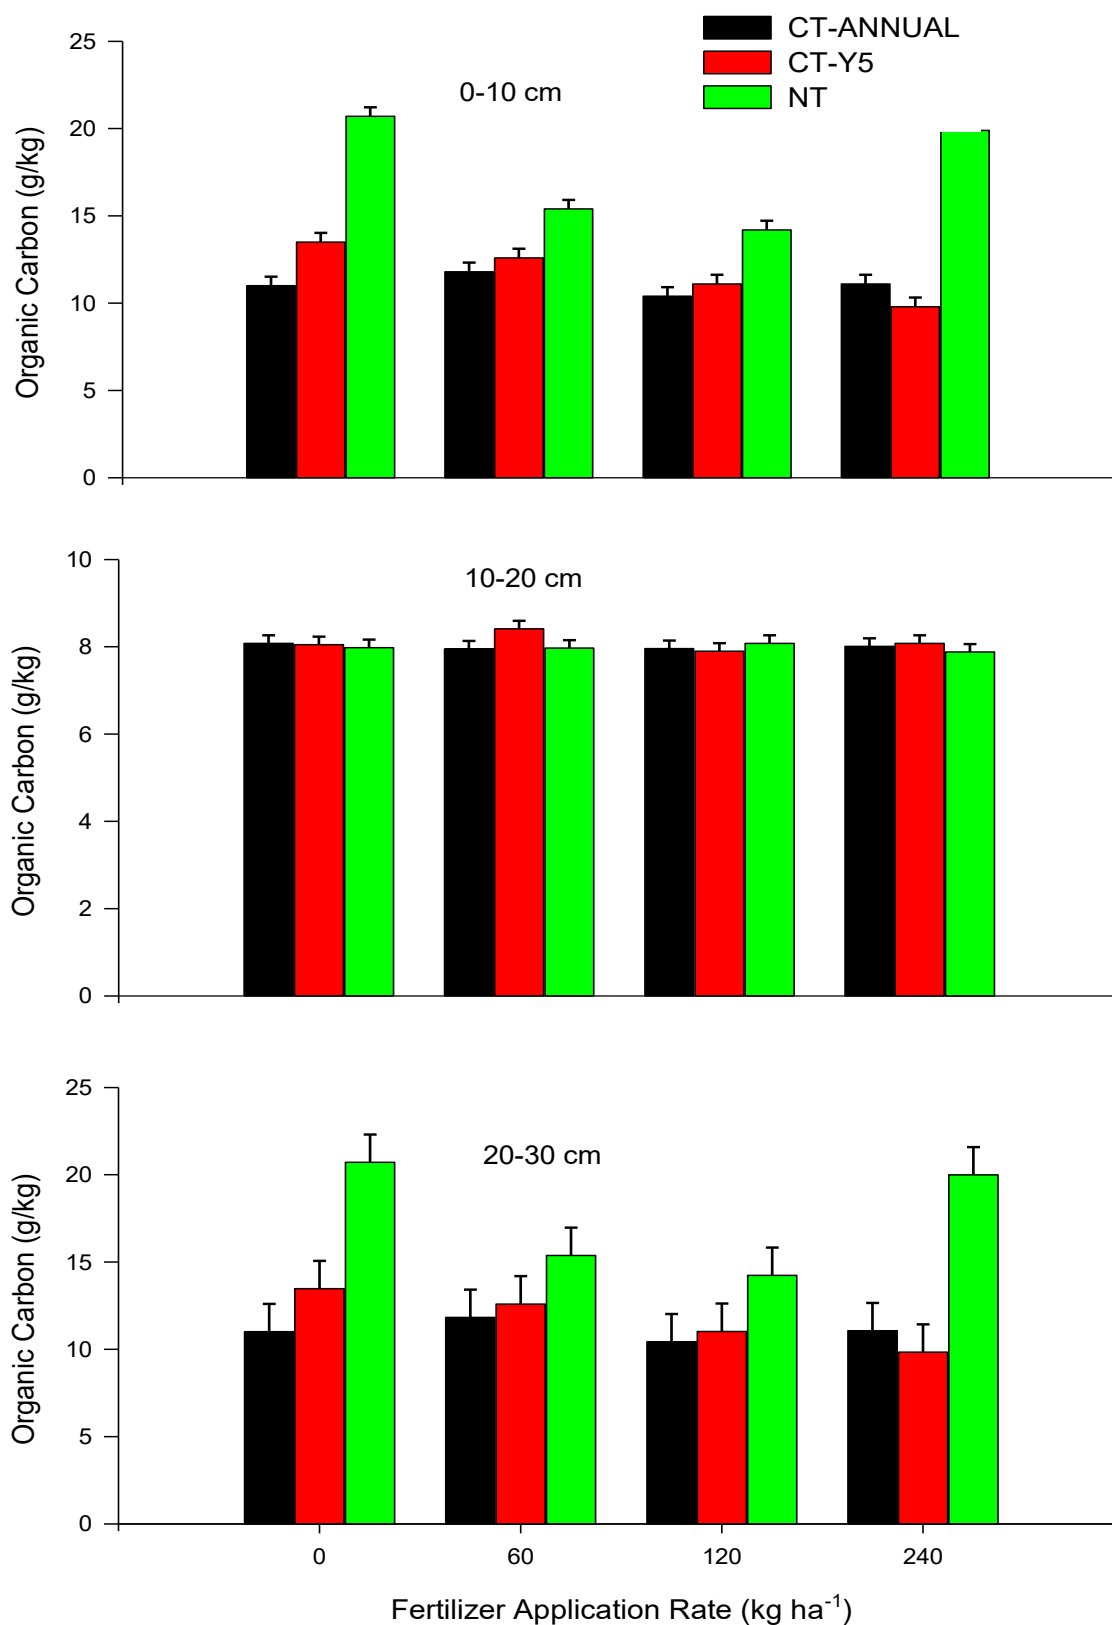 CT-ANNUAL
CT-Y5
NT
0-10 cm
Organic Carbon (g/kg)
25
20
15
10
5
0
10-20 cm
Organic Carbon (g/kg)
10
8
6
4
2
0
20-30 cm
Organic Carbon (g/kg)
25
20
15
10
5
0
0 60 120 240
Fertilizer Application Rate (kg ha⁻¹)